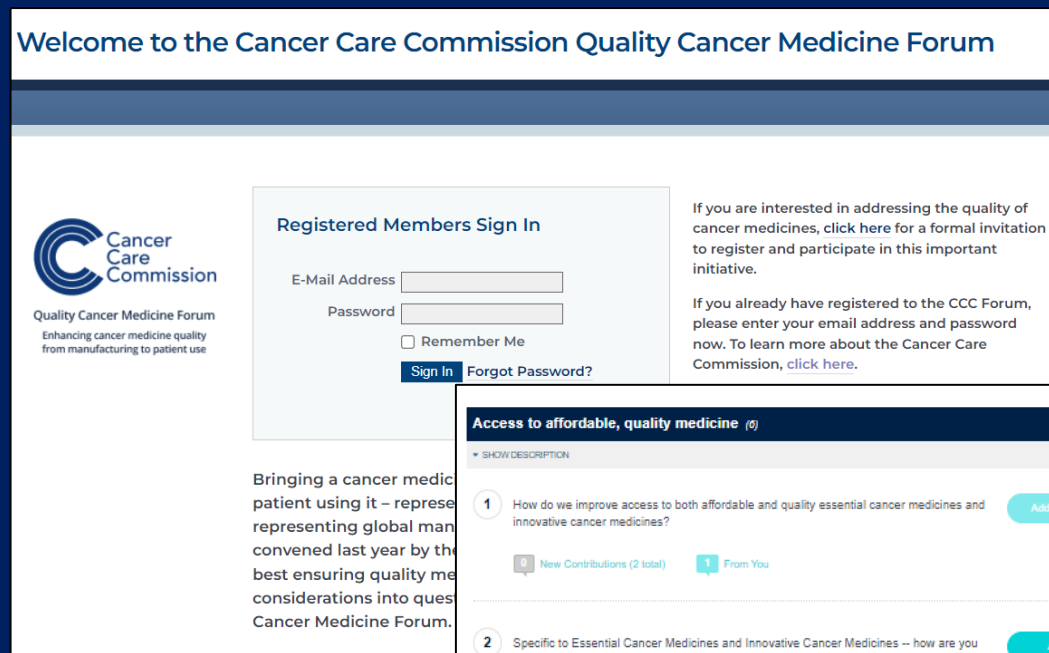 Welcome to the Cancer Care Commission Quality Cancer Medicine Forum
Cancer
Care
Commission
Quality Cancer Medicine Forum
Enhancing cancer medicine quality
from manufacturing to patient use
Registered Members Sign In
E-Mail Address
Password
Remember Me
Sign In Forgot Password?
If you are interested in addressing the quality of
cancer medicines, click here for a formal invitation
to register and participate in this important
initiative.
If you already have registered to the CCC Forum,
please enter your email address and password
now. To learn more about the Cancer Care
Commission, click here.
Bringing a cancer medici
patient using it – represe
representing global man
convened last year by the
best ensuring quality me
considerations into quest
Cancer Medicine Forum.
Access to affordable, quality medicine (6)
SHOW DESCRIPTION
1 How do we improve access to both affordable and quality essential cancer medicines and
innovative cancer medicines?
Add
0 New Contributions (2 total) 1 From You
2 Specific to Essential Cancer Medicines and Innovative Cancer Medicines -- how are you